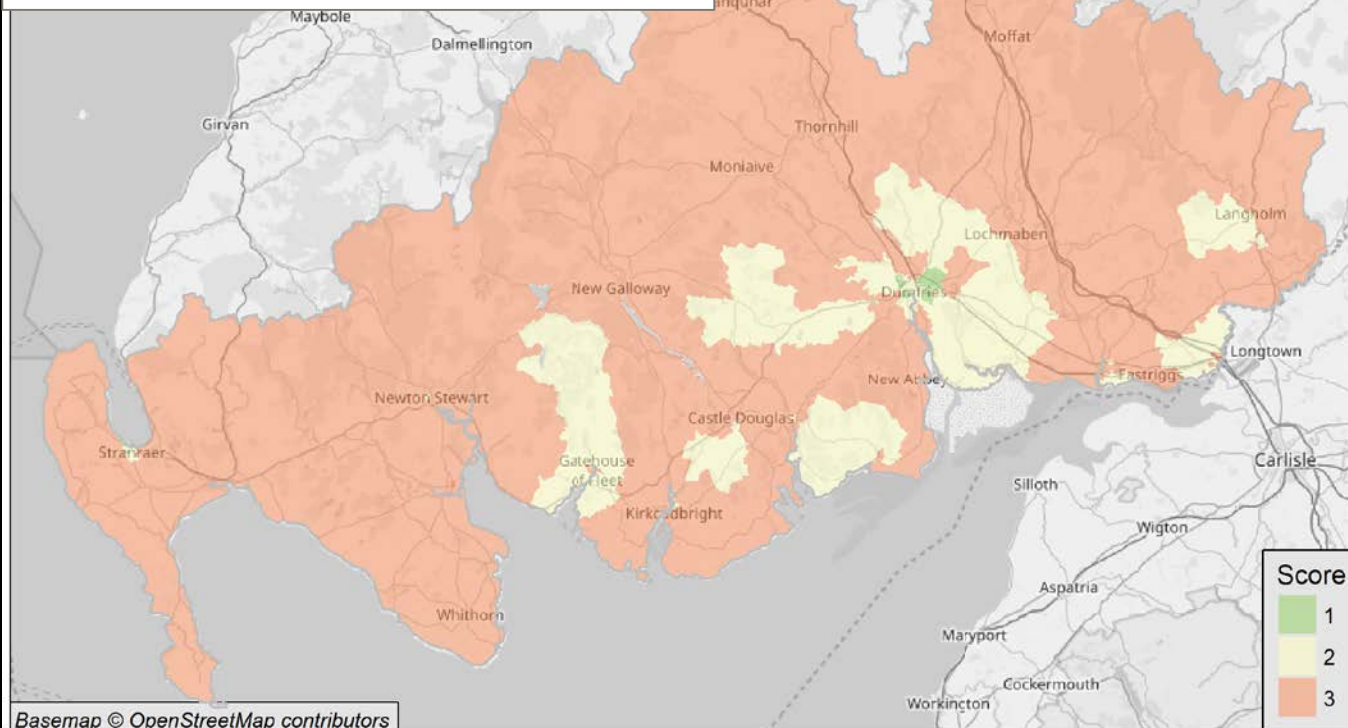 Maybole
Dalmellington
Moffat
Girvan
Thornhill
Moniaive
Langholm
Lochmaben
New Galloway
Dumfries
Longtown
Eastriggs
New Abbey
Newton Stewart
Castle Douglas
Stranraer
Gatehouse
of Fleet
Carlisle
Silloth
Kirkcudbright
Wigton
Score
1
2
3
Aspatria
Whithorn
Maryport
Cockermouth
Workington
Basemap © OpenStreetMap contributors